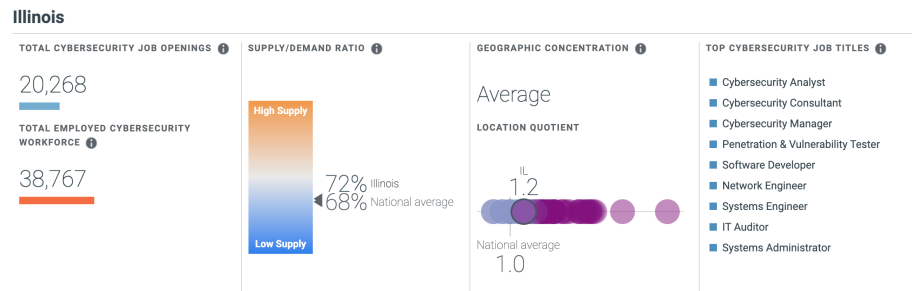 Illinois
TOTAL CYBERSECURITY JOB OPENINGS
20,268
TOTAL EMPLOYED CYBERSECURITY
WORKFORCE
38,767
SUPPLY/DEMAND RATIO
High Supply
72% Illinois
68% National average
Low Supply
GEOGRAPHIC CONCENTRATION
Average
LOCATION QUOTIENT
IL
1.2
National average
1.0
TOP CYBERSECURITY JOB TITLES
Cybersecurity Analyst
Cybersecurity Consultant
Cybersecurity Manager
Penetration & Vulnerability Tester
Software Developer
Network Engineer
Systems Engineer
IT Auditor
Systems Administrator